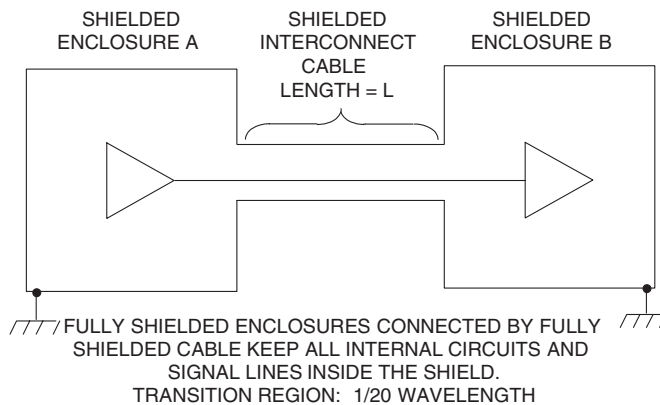 SHIELDED
ENCLOSURE A
SHIELDED
INTERCONNECT
CABLE
LENGTH = L
SHIELDED
ENCLOSURE B
FULLY SHIELDED ENCLOSURES CONNECTED BY FULLY
SHIELDED CABLE KEEP ALL INTERNAL CIRCUITS AND
SIGNAL LINES INSIDE THE SHIELD.
TRANSITION REGION: 1/20 WAVELENGTH